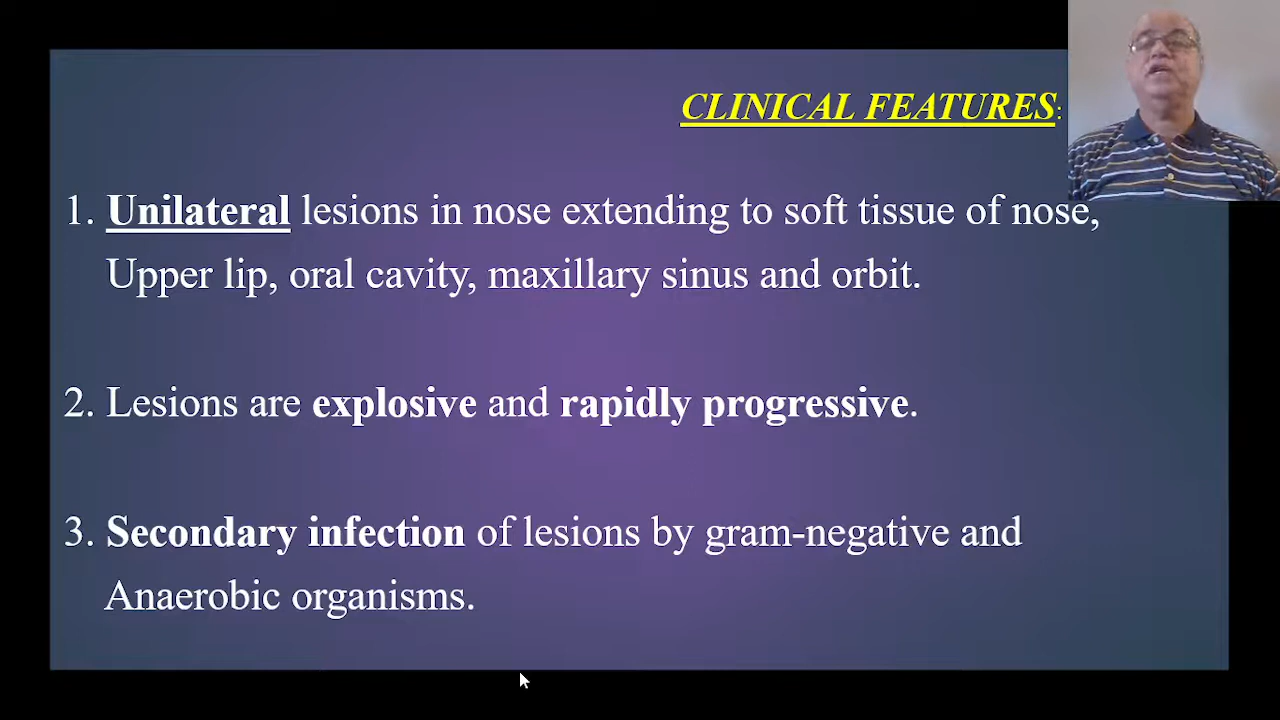 CLINICAL FEATURES:
1. Unilateral lesions in nose extending to soft tissue of nose,
Upper lip, oral cavity, maxillary sinus and orbit.
2. Lesions are explosive and rapidly progressive.
3. Secondary infection of lesions by gram-negative and
Anaerobic organisms.